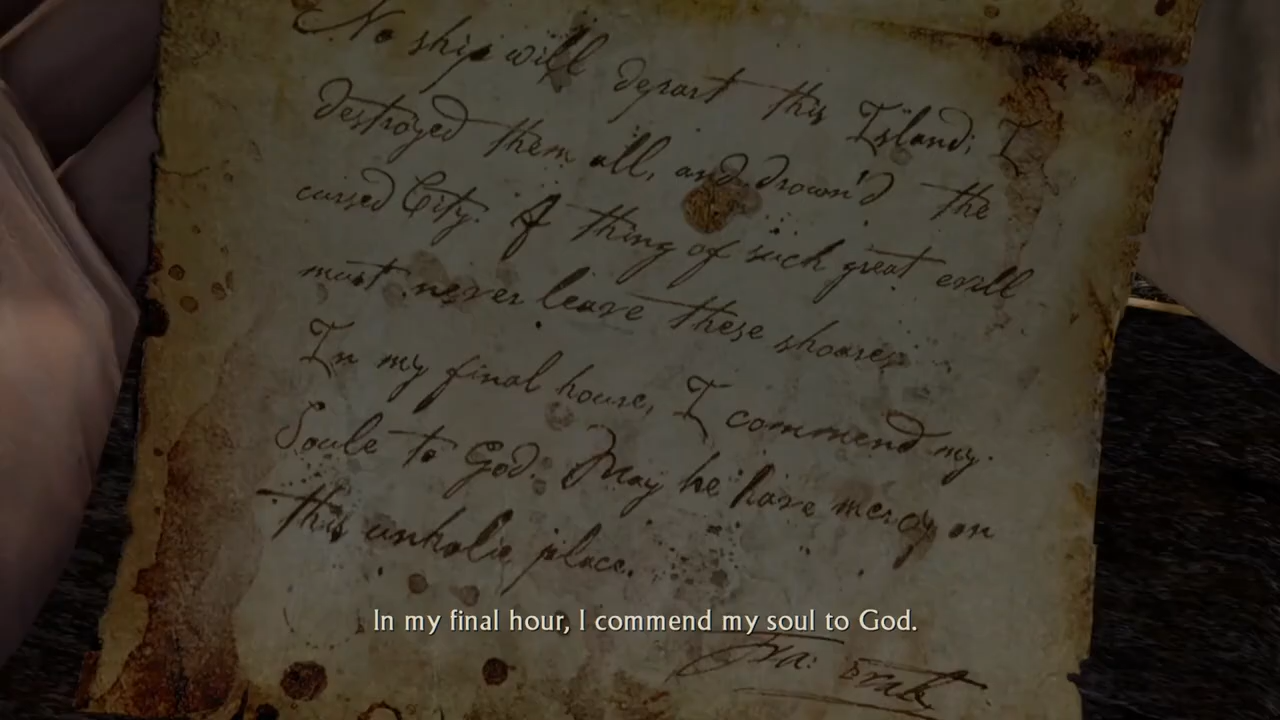 No ship will depart this Island; I
destroyed them all, and drown'd the
cursed City. A thing of such great evill
must never leave these shoares.
In my final houre, I commend my
Soule to God. May he have mercy on
this unholie place.
In my final hour, I commend my soul to God.
Fra: Drake